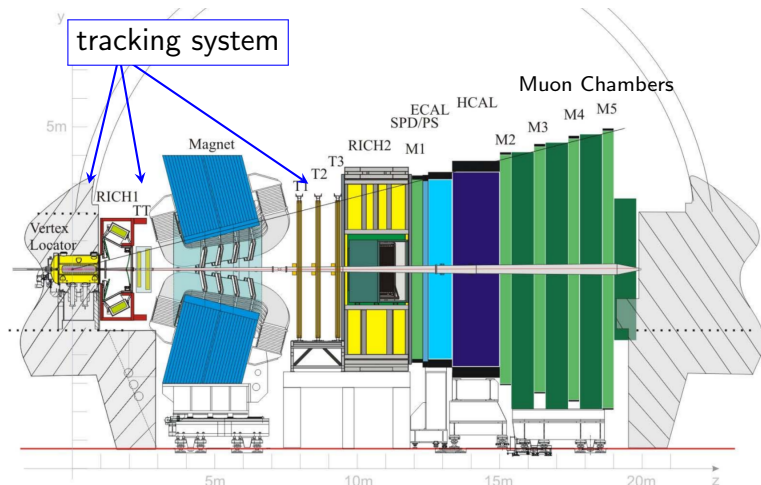 y
tracking system
Muon Chambers
5m
Magnet
SPD/PS
ECAL
HCAL
M1
M2
M3
M4
M5
RICH2
T1
T2
T3
RICH1
TT
Vertex
Locator
5m
10m
15m
20m
z